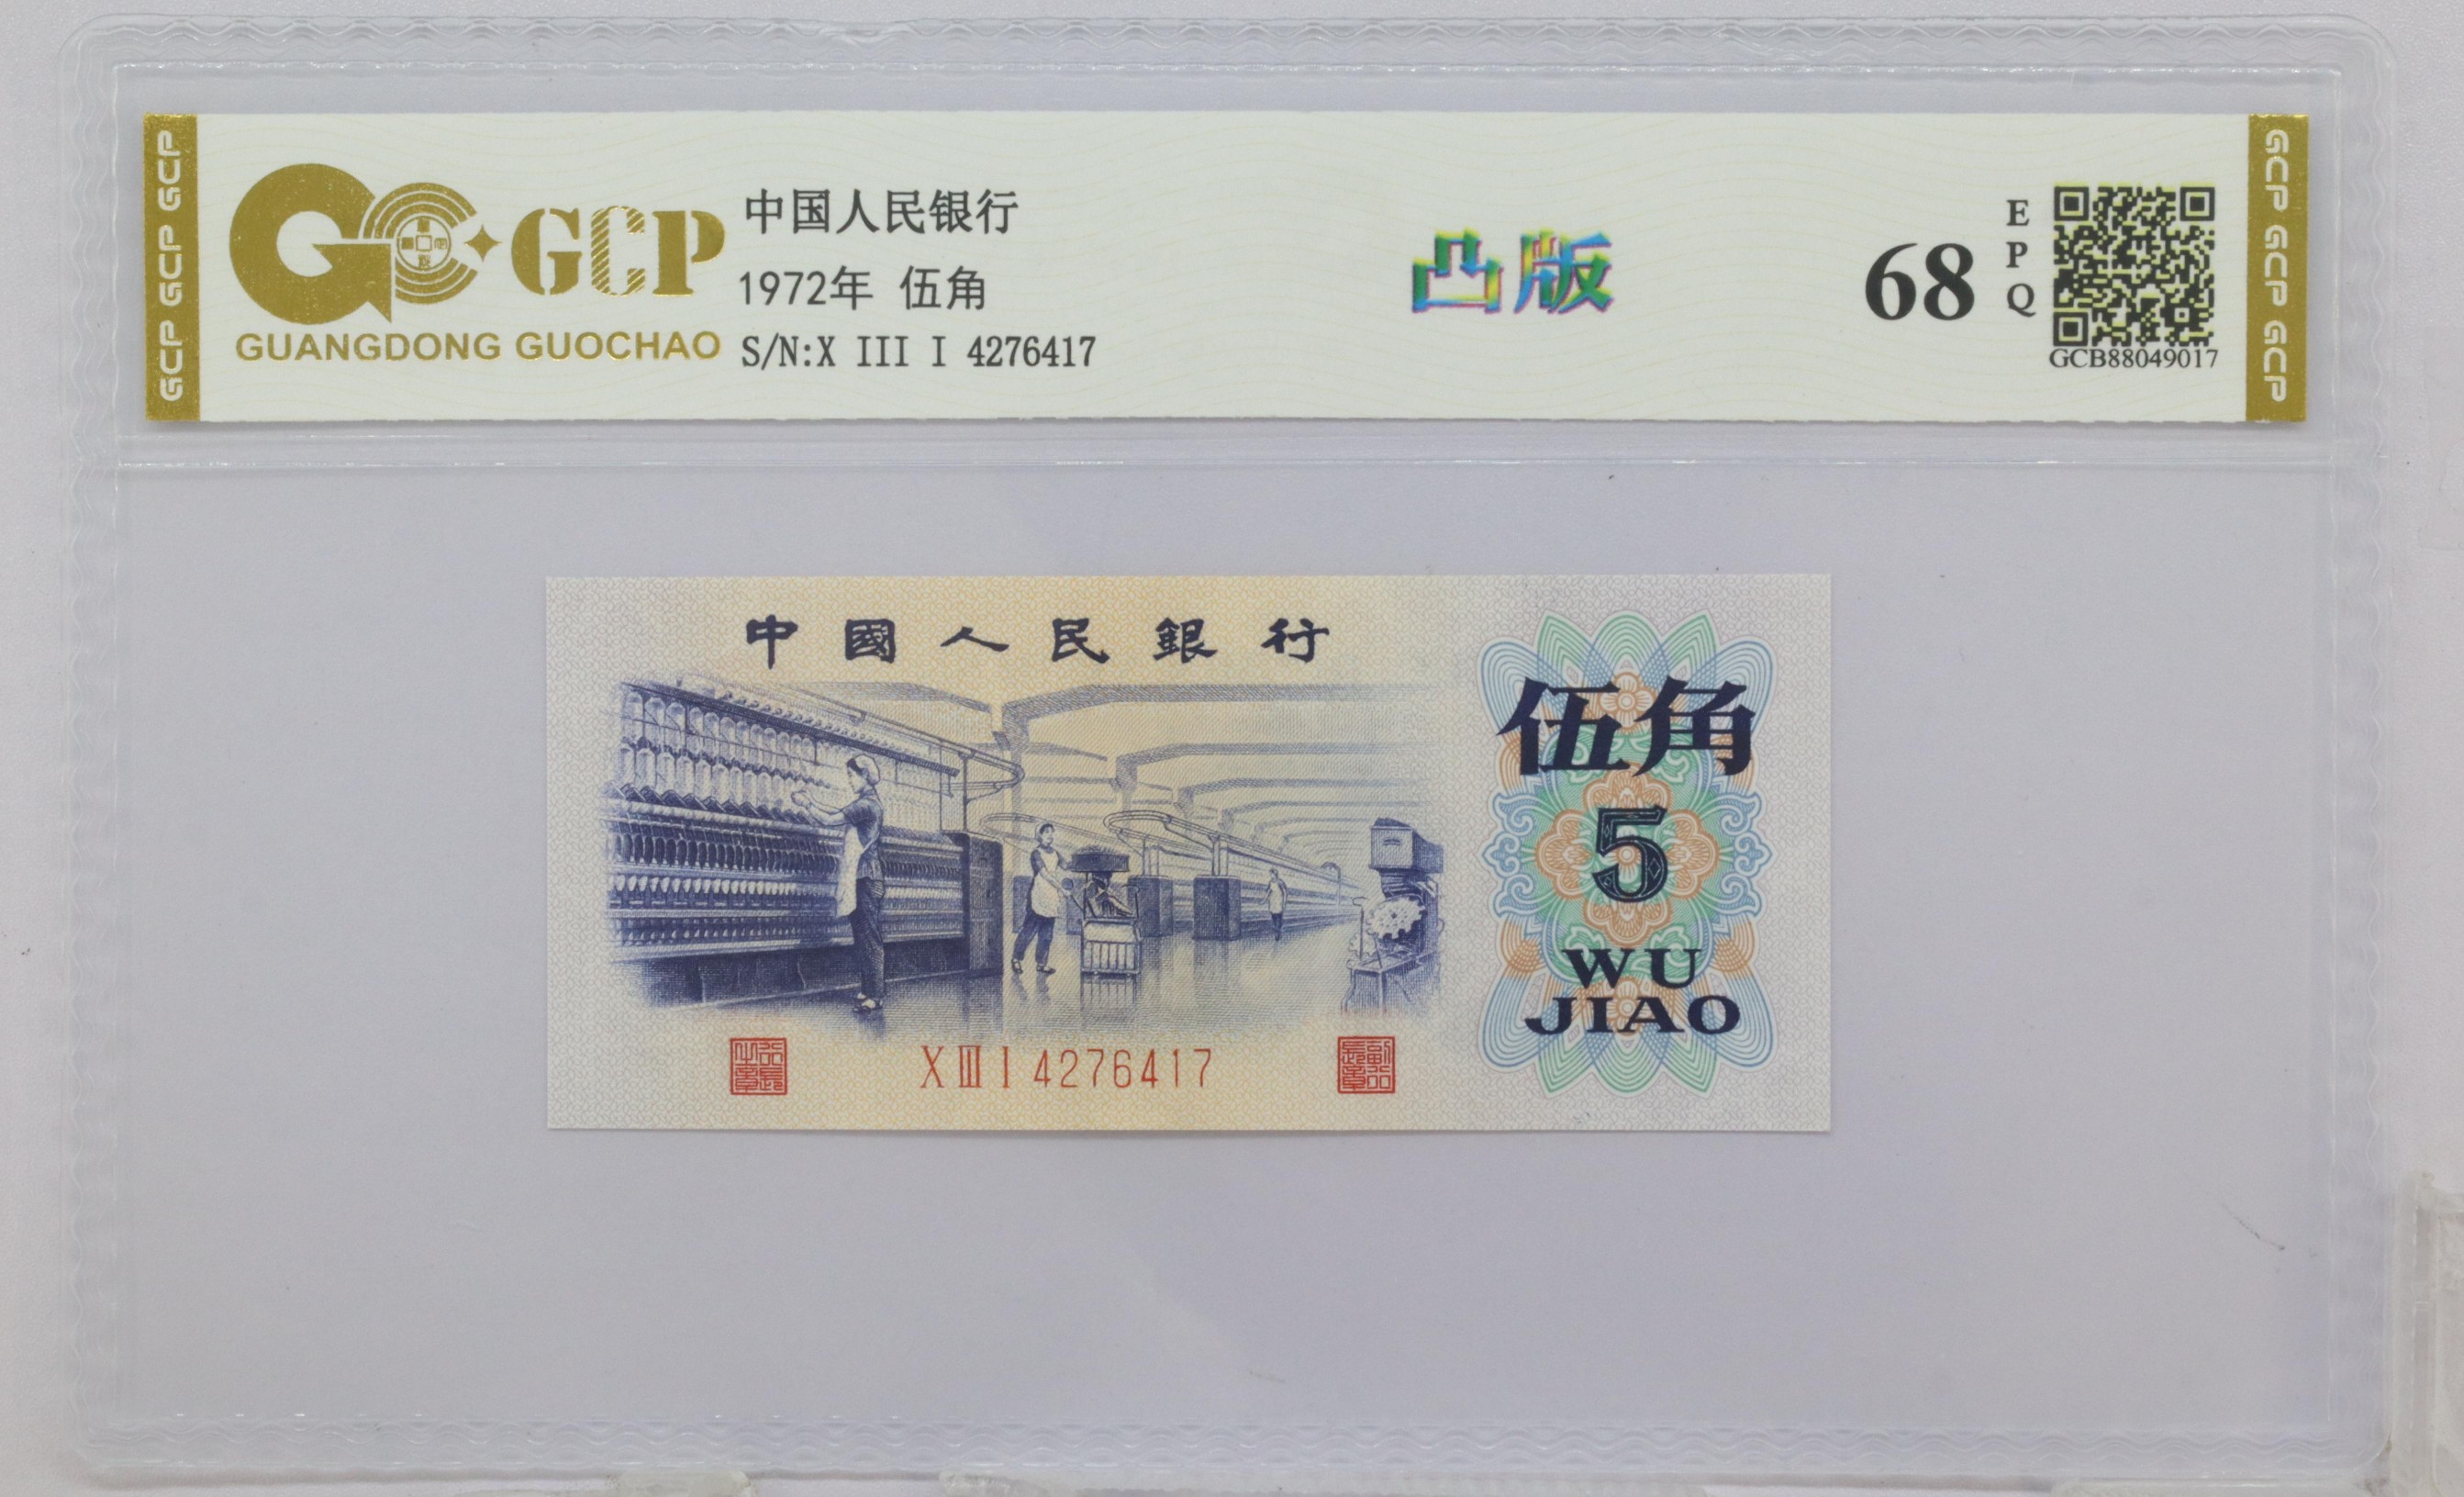 GCP GCP GCP
GCP
GUANGDONG GUOCHAO
中国人民银行
1972年 伍角
S/N:X III I 4276417
凸版
68
EPQ
GCB88049017
GCP GCP GCP
中國人民銀行
伍角
5
WU
JIAO
XⅢI4276417